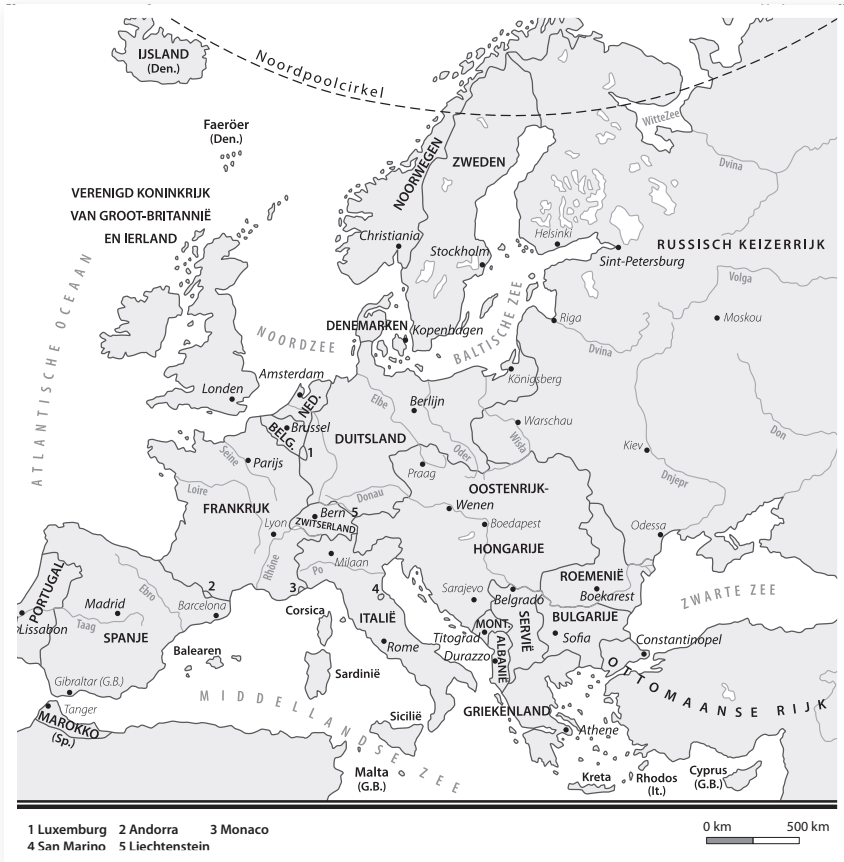 IJSLAND
(Den.)
Noordpoolcirkel
Faeröer
(Den.)
WitteZee
Dvina
NOORWEGEN
ZWEDEN
VERENIGD KONINKRIJK
VAN GROOT-BRITANNIË
EN IERLAND
Christiania
Stockholm
Helsinki
Sint-Petersburg
RUSSISCH KEIZERRIJK
ATLANTISCHE OCEAAN
Volga
NOORDZEE
DENEMARKEN
Kopenhagen
BALTISCHE ZEE
Riga
Moskou
Dvina
Amsterdam
Königsberg
Londen
NED.
Elbe
Berlijn
Brussel
BELG.
Warschau
Wisla
Don
DUITSLAND
Oder
Kiev
Seine
Parijs
1
Praag
Dnjepr
Loire
Donau
OOSTENRIJK-
HONGARIJE
FRANKRIJK
Bern
5
Wenen
ZWITSERLAND
Boedapest
Odessa
Lyon
Milaan
Rhône
Po
PORTUGAL
2
3
4
Ebro
Sarajevo
ROEMENIË
Boekarest
ZWARTE ZEE
Madrid
Barcelona
Belgrado
Corsica
ITALIË
SERVIË
BULGARIJE
Lissabon
Taag
SPANJE
MONT.
Titograd
Sofia
Constantinopel
Rome
Durazzo
ALBANIË
Balearen
Sardinië
OTTOMAANSE RIJK
Gibraltar (G.B.)
MIDDELLANDSE ZEE
Tanger
MAROKKO
(Sp.)
Sicilië
GRIEKENLAND
Athene
Malta
(G.B.)
Kreta
Rhodos
(It.)
Cyprus
(G.B.)
1 Luxemburg 2 Andorra 3 Monaco
4 San Marino 5 Liechtenstein
0 km 500 km